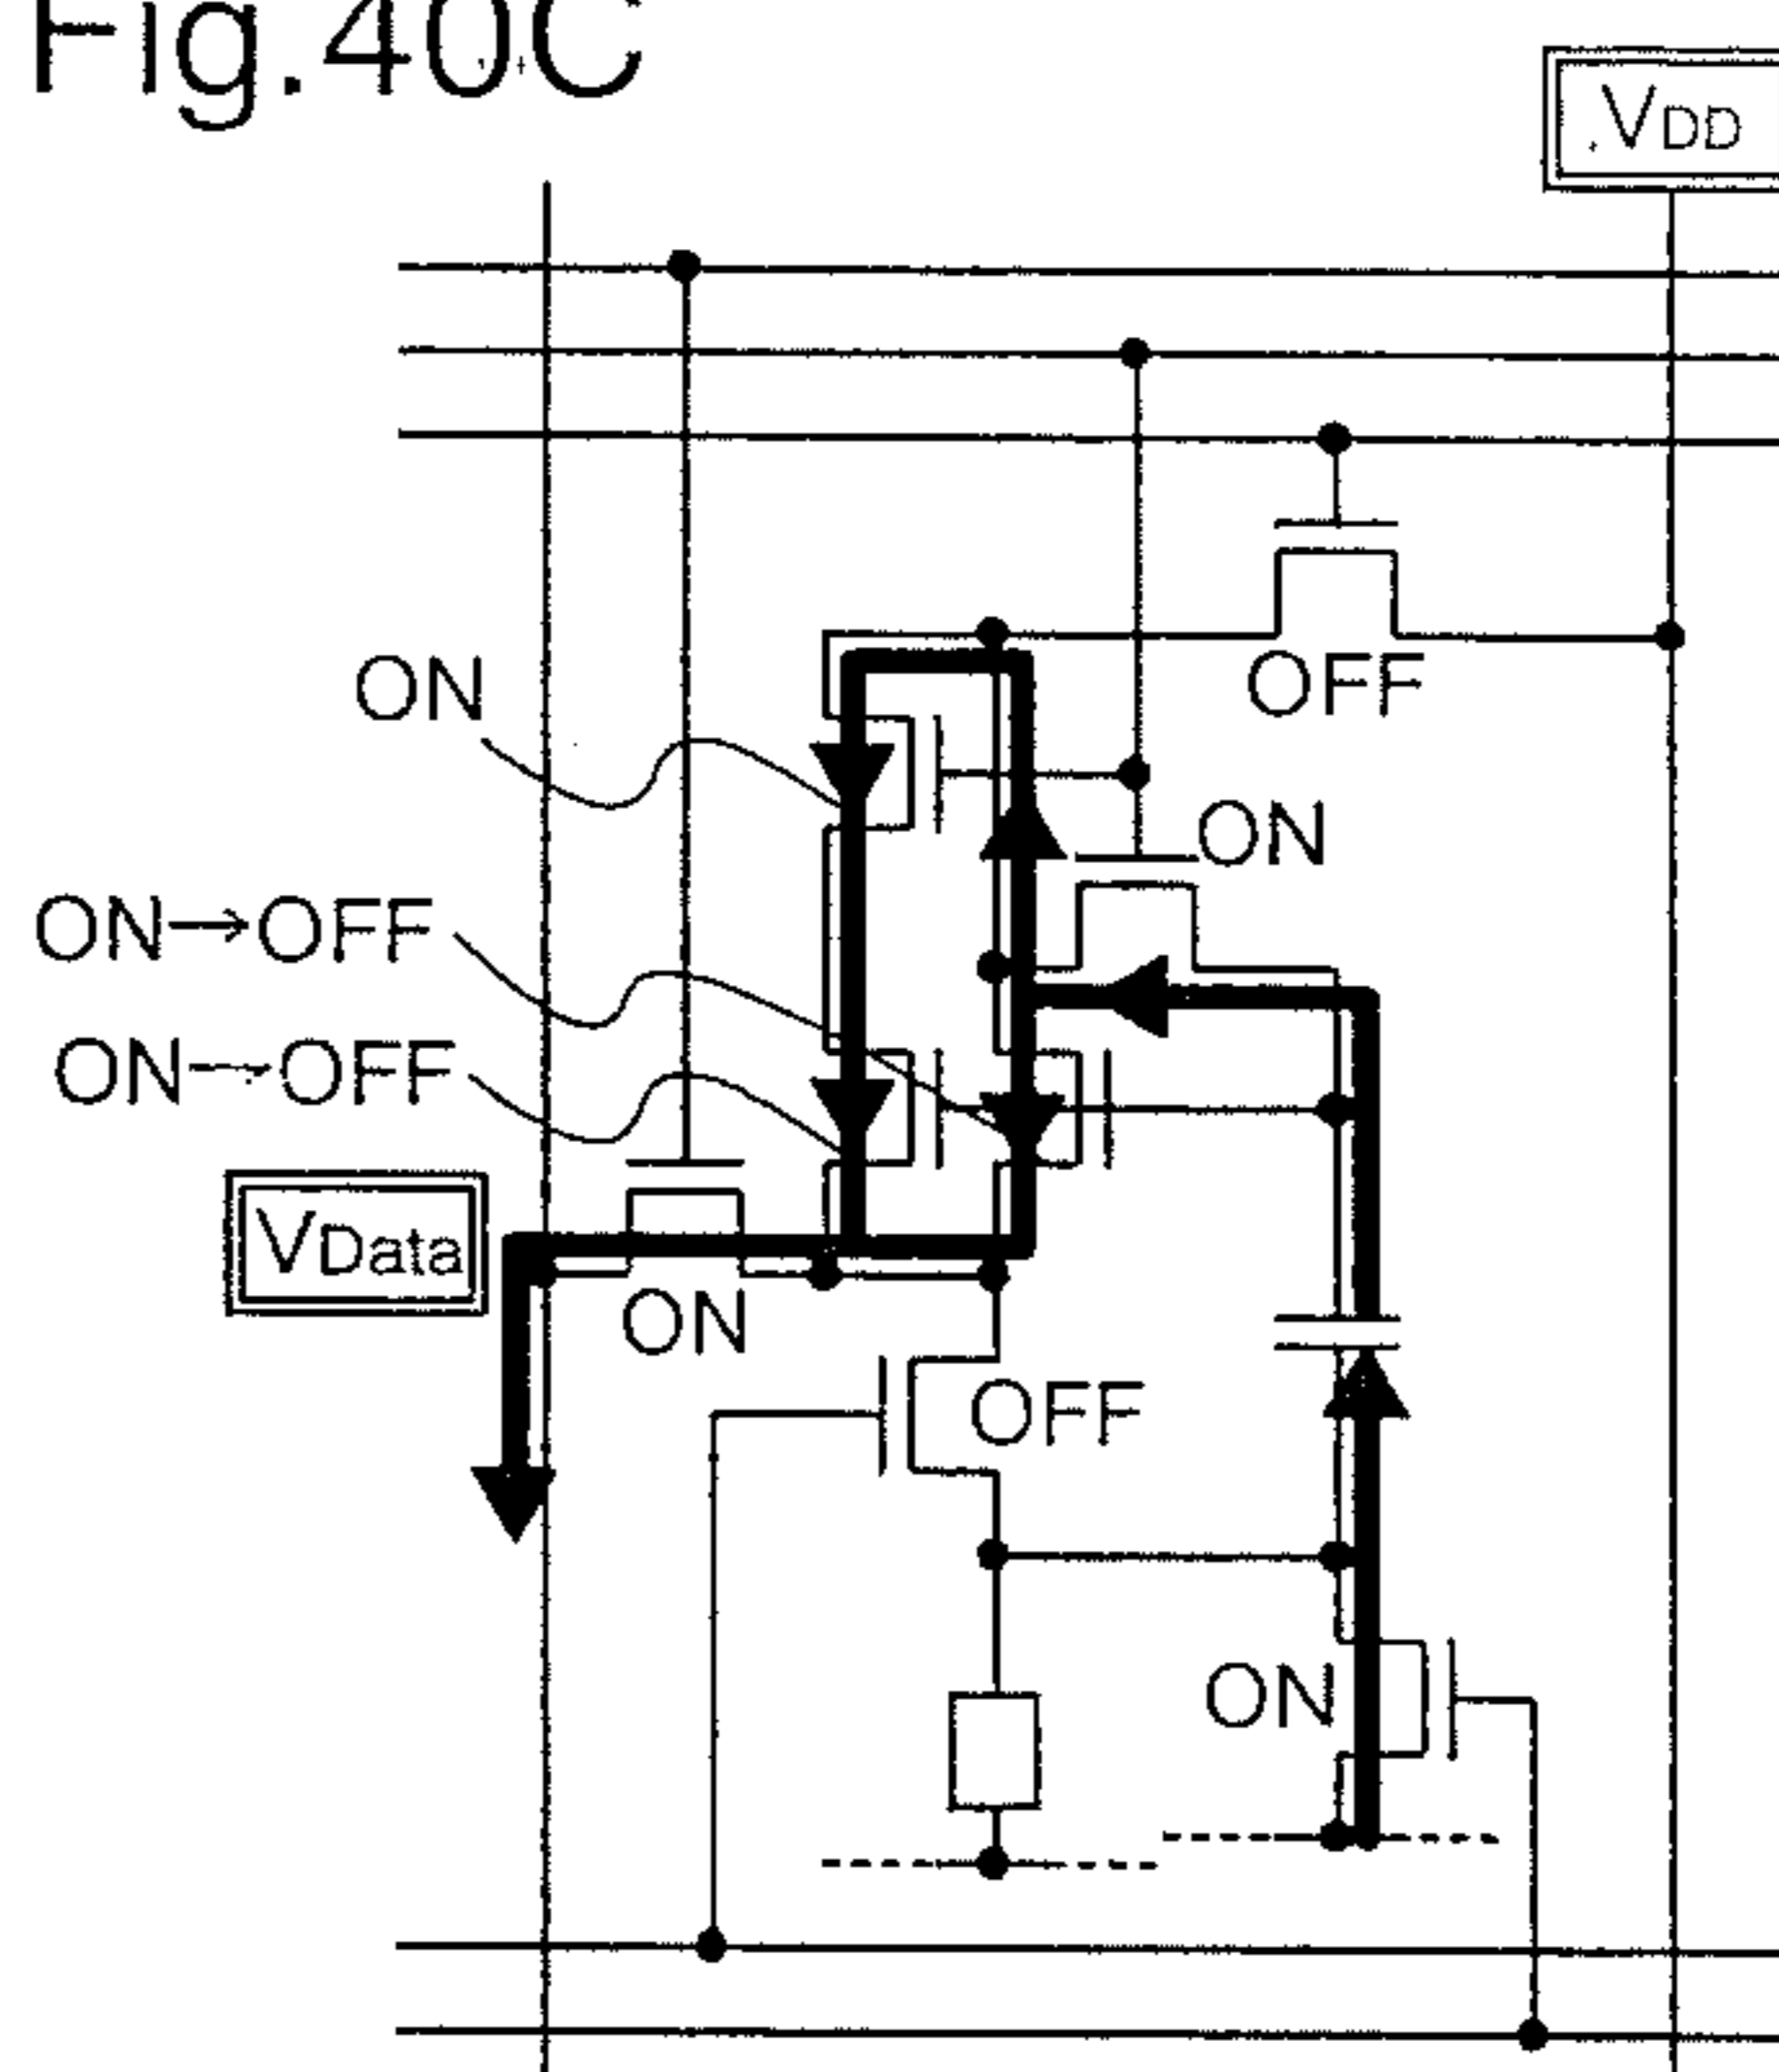 Fig.40C
VDD
ON
OFF
ON
ON→OFF
ON→OFF
VData
ON
OFF
ON